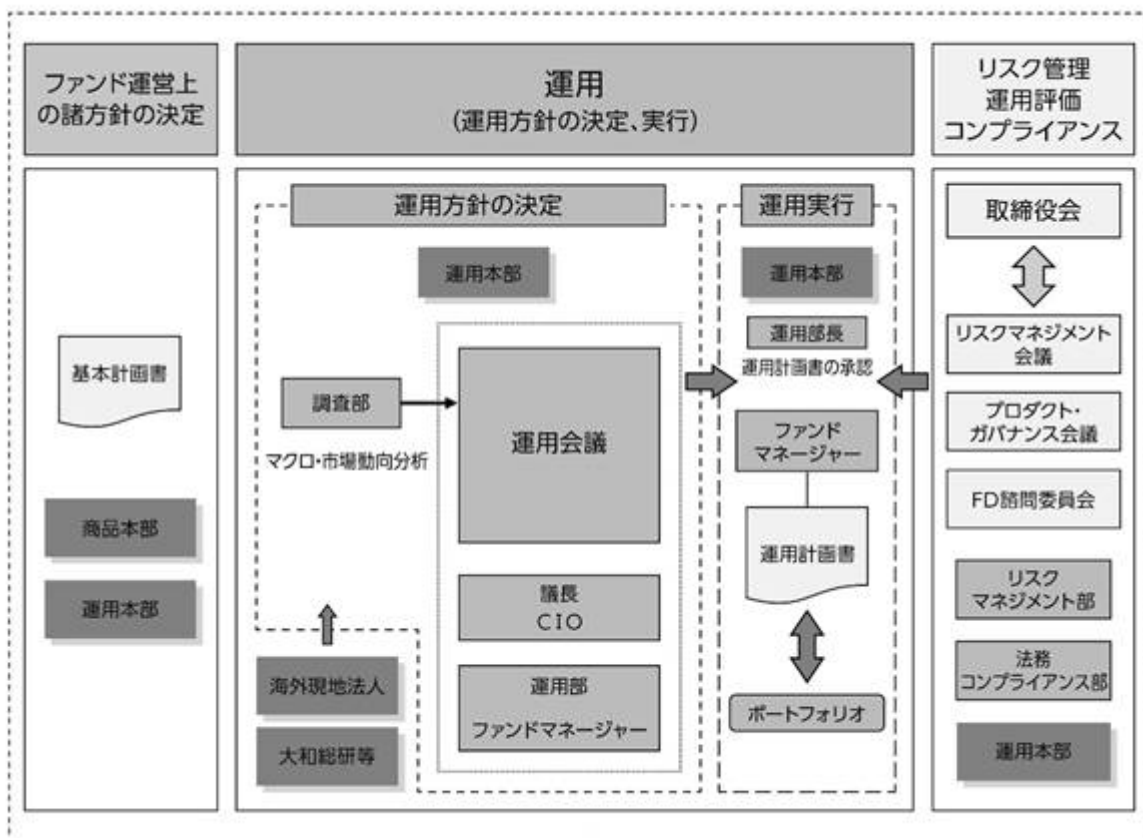 ファンド運営上
の諸方針の決定
運用
(運用方針の決定、実行)
リスク管理
運用評価
コンプライアンス
基本計画書
商品本部
運用本部
運用方針の決定
運用本部
調査部
マクロ・市場動向分析
運用会議
議長
CIO
運用部
ファンドマネージャー
海外現地法人
大和総研等
運用実行
運用本部
運用部長
運用計画書の承認
ファンド
マネージャー
運用計画書
ポートフォリオ
取締役会
リスクマネジメント
会議
プロダクト・
ガバナンス会議
FD諮問委員会
リスク
マネジメント部
法務
コンプライアンス部
運用本部